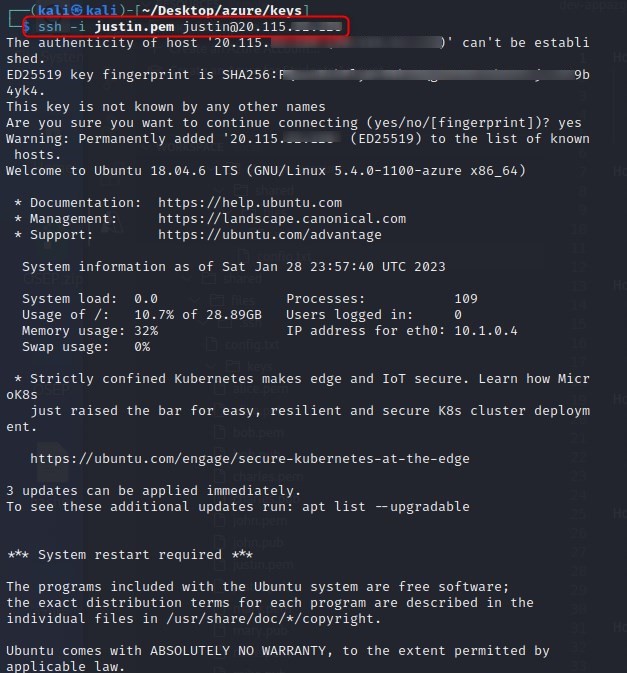 ┌──(kali㉿kali)-[~/Desktop/azure/keys]
└─$ ssh -i justin.pem justin@20.115.
The authenticity of host '20.115. )' can't be establi
shed.
ED25519 key fingerprint is SHA256: 9b
4yk4.
This key is not known by any other names
Are you sure you want to continue connecting (yes/no/[fingerprint])? yes
Warning: Permanently added '20.115. (ED25519) to the list of known
 hosts.
Welcome to Ubuntu 18.04.6 LTS (GNU/Linux 5.4.0-1100-azure x86_64)

 * Documentation:  https://help.ubuntu.com
 * Management:     https://landscape.canonical.com
 * Support:        https://ubuntu.com/advantage

  System information as of Sat Jan 28 23:57:40 UTC 2023

  System load:  0.0                Processes:             109
  Usage of /:   10.7% of 28.89GB   Users logged in:       0
  Memory usage: 32%                IP address for eth0: 10.1.0.4
  Swap usage:   0%

 * Strictly confined Kubernetes makes edge and IoT secure. Learn how Micr
oK8s
   just raised the bar for easy, resilient and secure K8s cluster deploym
ent.

   https://ubuntu.com/engage/secure-kubernetes-at-the-edge

3 updates can be applied immediately.
To see these additional updates run: apt list --upgradable

*** System restart required ***

The programs included with the Ubuntu system are free software;
the exact distribution terms for each program are described in the
individual files in /usr/share/doc/*/copyright.

Ubuntu comes with ABSOLUTELY NO WARRANTY, to the extent permitted by
applicable law.